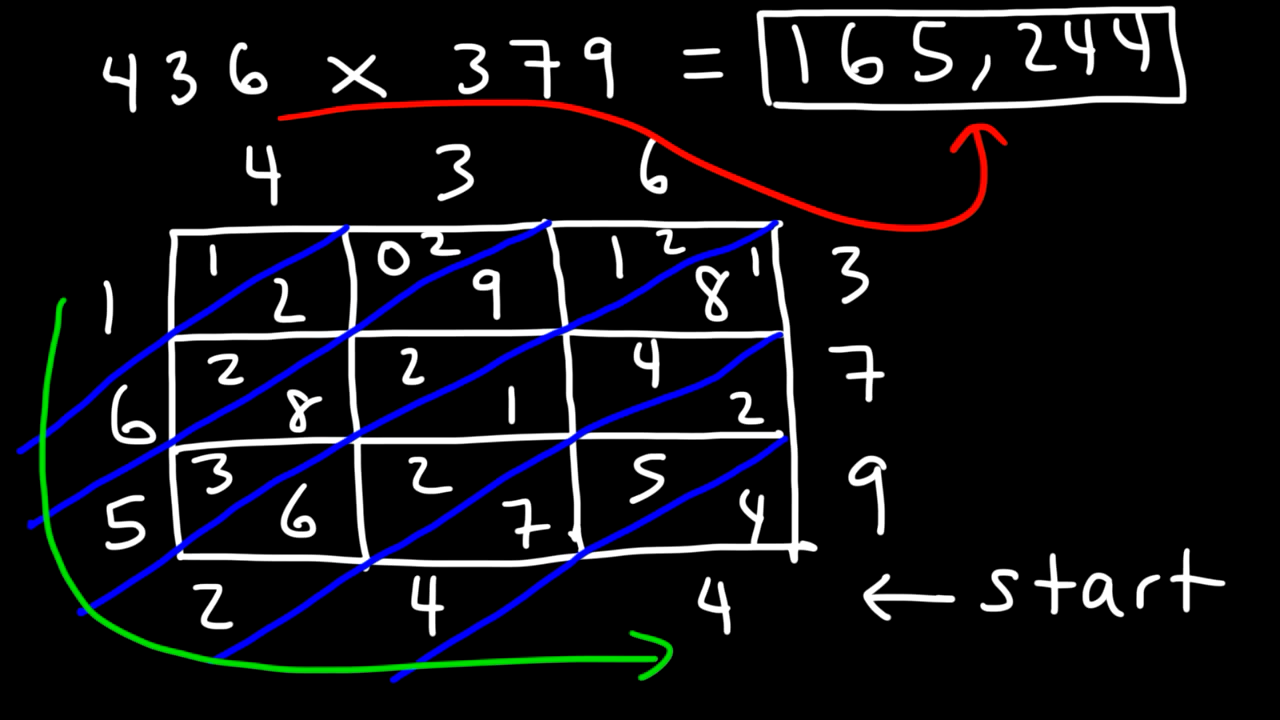 436 × 379 = 165,244
4 3 6
1 1 2 0 2 9 1 2 8 1 3
6 2 8 2 1 4 2 7
5 3 6 2 7 5 4 9
2 4 4 ← start